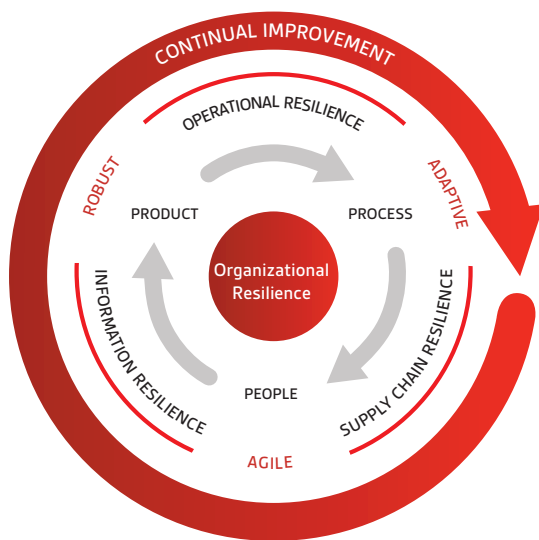 CONTINUAL IMPROVEMENT
OPERATIONAL RESILIENCE
ROBUST
ADAPTIVE
PRODUCT
PROCESS
Organizational
Resilience
INFORMATION RESILIENCE
SUPPLY CHAIN RESILIENCE
PEOPLE
AGILE